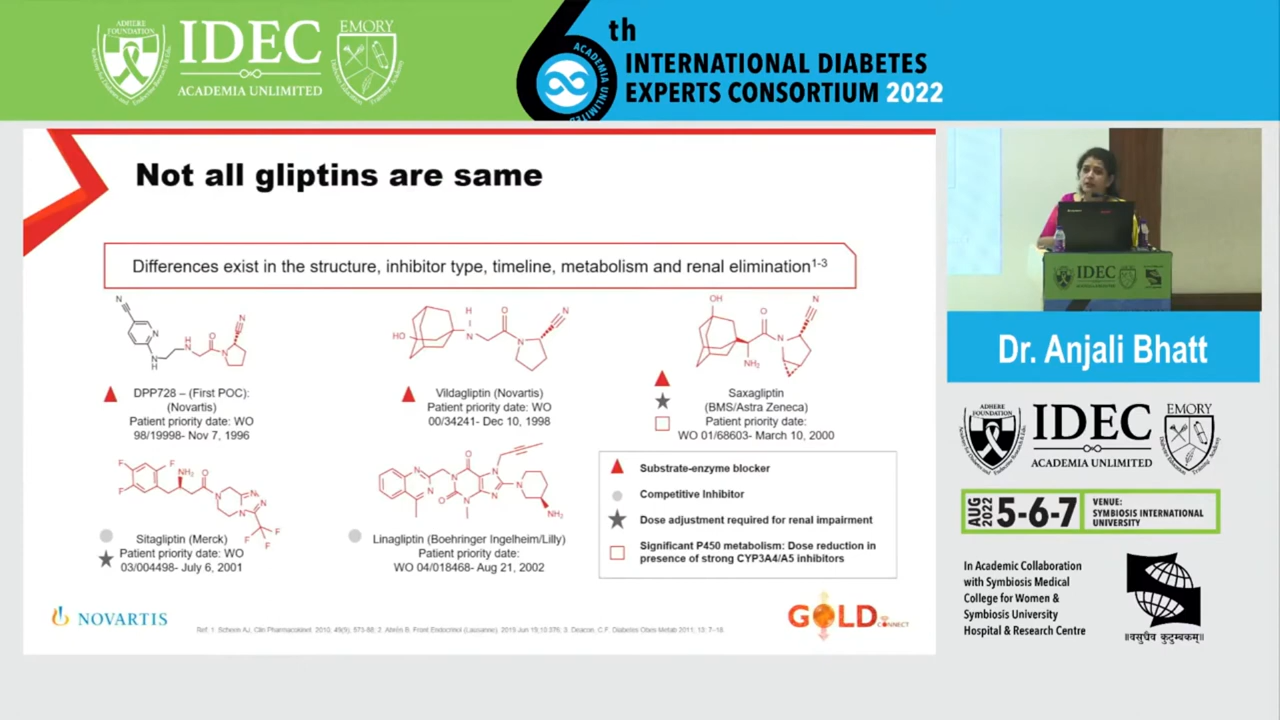 ADHERE
FOUNDATION
IDEC
ACADEMIA UNLIMITED
EMORY
6th
ACADEMIA UNLIMITED
INTERNATIONAL DIABETES
EXPERTS CONSORTIUM 2022
Not all gliptins are same
Differences exist in the structure, inhibitor type, timeline, metabolism and renal elimination1-3
DPP728 – (First POC):
(Novartis)
Patient priority date: WO
98/19998- Nov 7, 1996
Vildagliptin (Novartis)
Patient priority date: WO
00/34241- Dec 10, 1998
Saxagliptin
(BMS/Astra Zeneca)
Patient priority date:
WO 01/68603- March 10, 2000
Sitagliptin (Merck)
Patient priority date: WO
03/004498- July 6, 2001
Linagliptin (Boehringer Ingelheim/Lilly)
Patient priority date:
WO 04/018468- Aug 21, 2002
Substrate-enzyme blocker
Competitive Inhibitor
Dose adjustment required for renal impairment
Significant P450 metabolism: Dose reduction in
presence of strong CYP3A4/A5 inhibitors
NOVARTIS
GOLD
CONNECT
IDEC
Dr. Anjali Bhatt
ADHERE
FOUNDATION
IDEC
ACADEMIA UNLIMITED
EMORY
AUG
2022
5-6-7
VENUE:
SYMBIOSIS INTERNATIONAL
UNIVERSITY
In Academic Collaboration
with Symbiosis Medical
College for Women &
Symbiosis University
Hospital & Research Centre
॥वसुधैव कुटुम्बकम्॥